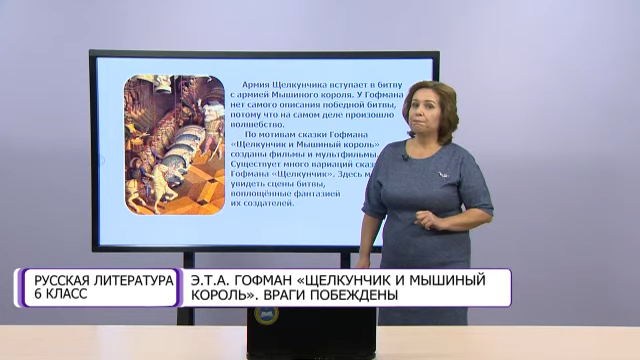 Армия Щелкунчика вступает в битву
с армией Мышиного короля. У Гофмана
нет самого описания победной битвы,
потому что на самом деле произошло
волшебство.
По мотивам сказки Гофмана
«Щелкунчик и Мышиный король»
созданы фильмы и мультфильмы
Существует много вариаций
Гофмана «Щелкунчик». Здесь
увидеть сцены битвы,
воплощённые фантазией
их создателей.
РУССКАЯ ЛИТЕРАТУРА
6 КЛАСС
Э.Т.А. ГОФМАН «ЩЕЛКУНЧИК И МЫШИНЫЙ
КОРОЛЬ». ВРАГИ ПОБЕЖДЕНЫ